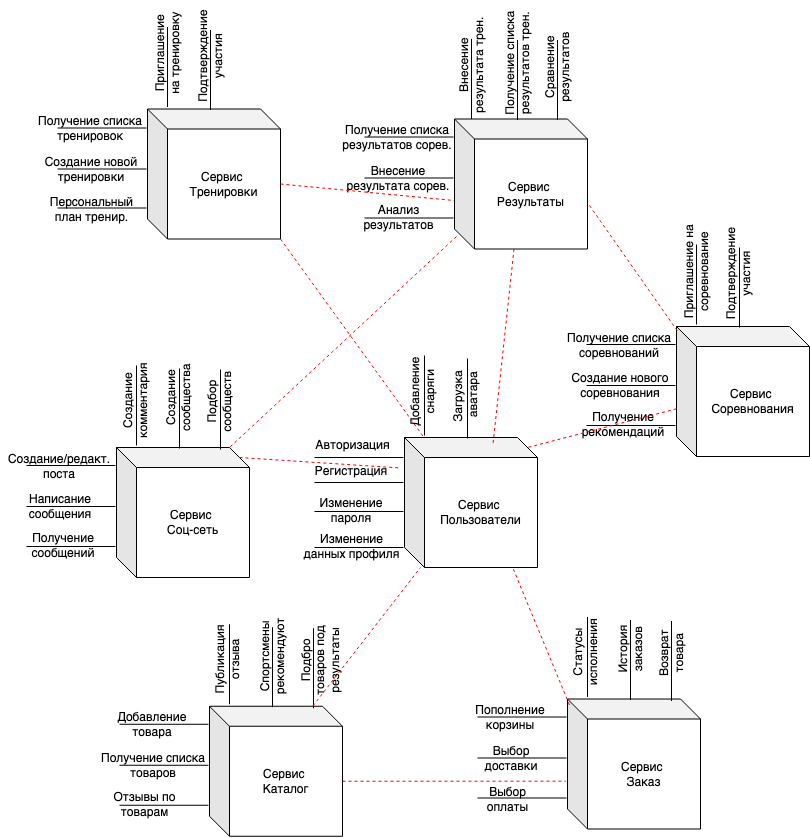 Приглашение
на тренировку
Подтверждение
участия
Получение списка
тренировок
Создание новой
тренировки
Персональный
план тренир.
Сервис
Тренировки
Внесение
результата трен.
Получение списка
результатов трен.
Сравнение
результатов
Получение списка
результатов сорев.
Внесение
результата сорев.
Анализ
результатов
Сервис
Результаты
Приглашение на
соревнование
Подтверждение
участия
Получение списка
соревнований
Создание нового
соревнования
Получение
рекомендаций
Сервис
Соревнования
Создание
комментария
Создание
сообщества
Подбор
сообществ
Создание/редакт.
поста
Написание
сообщения
Получение
сообщений
Сервис
Соц-сеть
Добавление
снаряги
Загрузка
аватара
Авторизация
Регистрация
Изменение
пароля
Изменение
данных профиля
Сервис
Пользователи
Публикация
отзыва
Спортсмены
рекомендуют
Подбро
товаров под
результаты
Добавление
товара
Получение списка
товаров
Отзывы по
товарам
Сервис
Каталог
Статусы
исполнения
История
заказов
Возврат
товара
Пополнение
корзины
Выбор
доставки
Выбор
оплаты
Сервис
Заказ